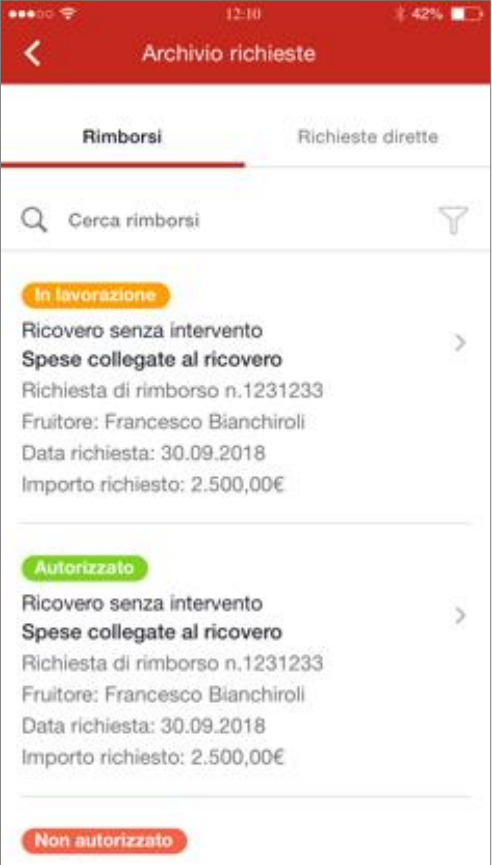 12:10
42%
Archivio richieste
Rimborsi
Richieste dirette
Cerca rimborsi
In lavorazione
Ricovero senza intervento
Spese collegate al ricovero
Richiesta di rimborso n.1231233
Fruitore: Francesco Bianchiroli
Data richiesta: 30.09.2018
Importo richiesto: 2.500,00€
Autorizzato
Ricovero senza intervento
Spese collegate al ricovero
Richiesta di rimborso n.1231233
Fruitore: Francesco Bianchiroli
Data richiesta: 30.09.2018
Importo richiesto: 2.500,00€
Non autorizzato